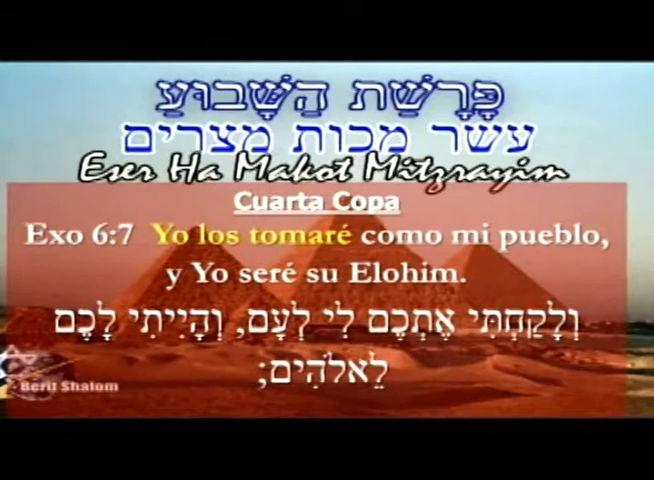 פָּרָשַׁת הַשָּׁבוּעַ
עשר מכות מצרים
Eser Ha Makot Mitzrayim
Cuarta Copa
Exo 6:7 Yo los tomaré como mi pueblo,
y Yo seré su Elohim.
וְלָקַחְתִּי אֶתְכֶם לִי לְעָם, וְהָיִיתִי לָכֶם
לֵאלֹהִים;
Berit Shalom